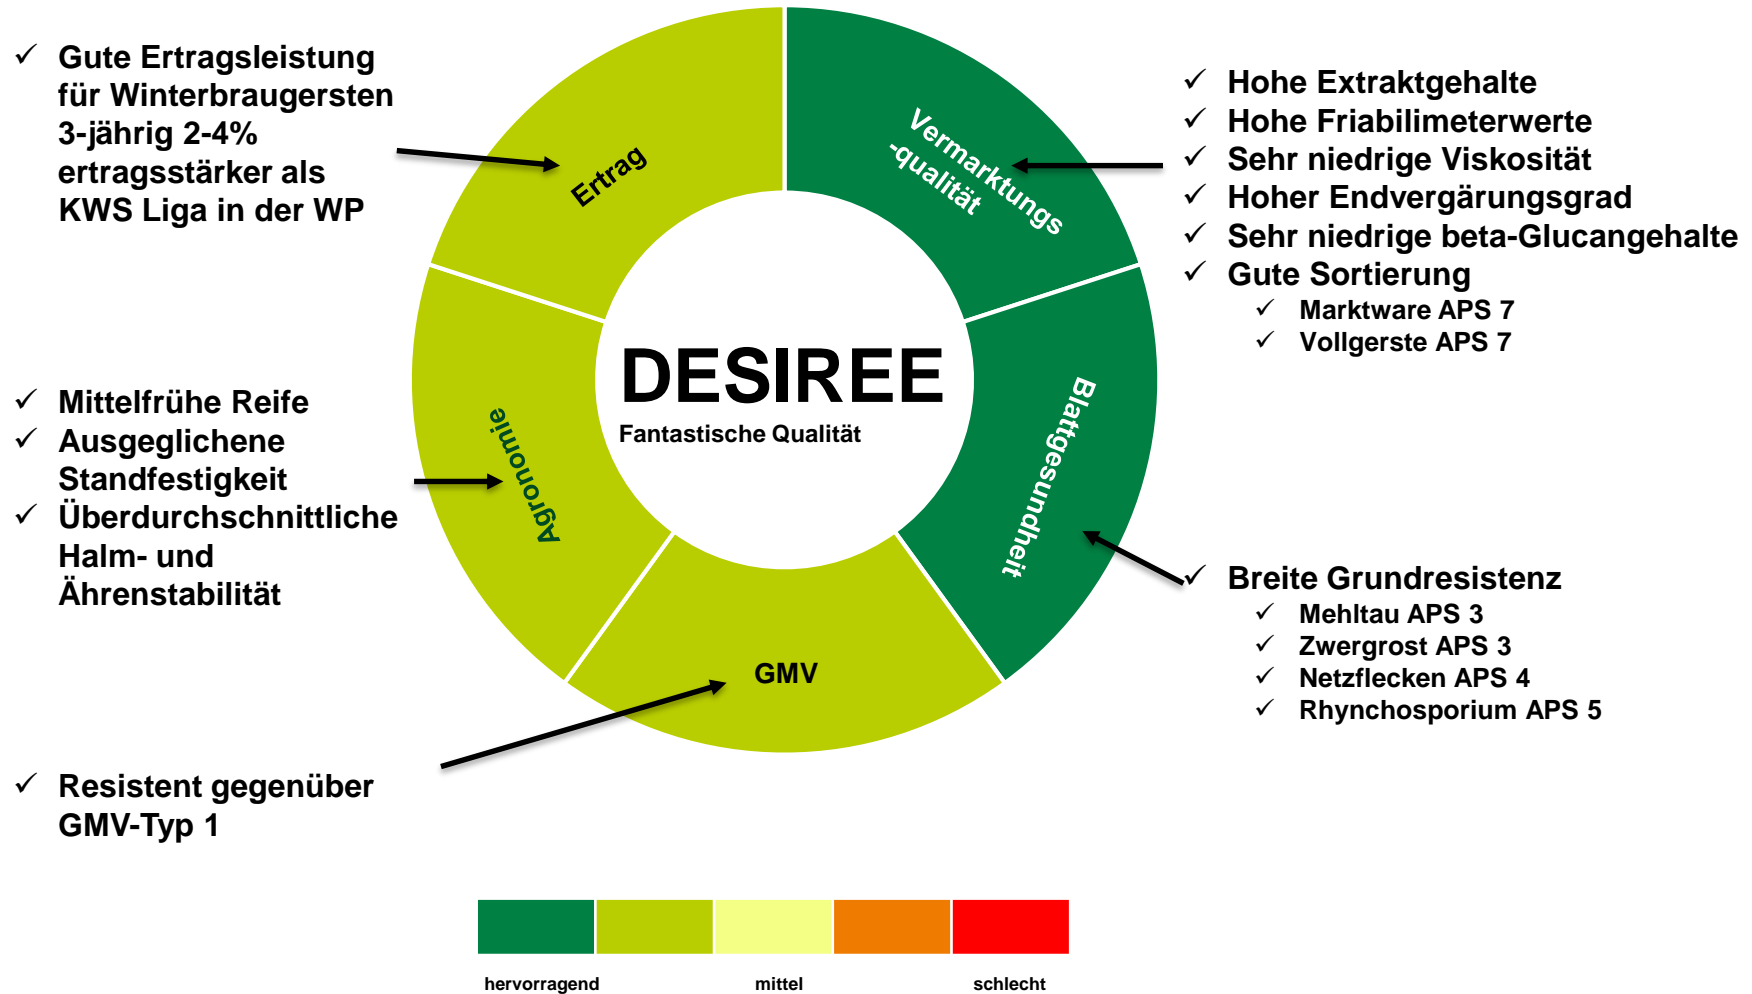 Gute Ertragsleistung
für Winterbraugersten
3-jährig 2-4%
ertragsstärker als
KWS Liga in der WP
Mittelfrühe Reife
Ausgeglichene
Standfestigkeit
Überdurchschnittliche
Halm- und
Ährenstabilität
Resistent gegenüber
GMV-Typ 1
Ertrag
Vermarktungs
-qualität
Agronomie
Blattgesundheit
GMV
DESIREE
Fantastische Qualität
Hohe Extraktgehalte
Hohe Friabilimeterwerte
Sehr niedrige Viskosität
Hoher Endvergärungsgrad
Sehr niedrige beta-Glucangehalte
Gute Sortierung
Marktware APS 7
Vollgerste APS 7
Breite Grundresistenz
Mehltau APS 3
Zwergrost APS 3
Netzflecken APS 4
Rhynchosporium APS 5
hervorragend
mittel
schlecht